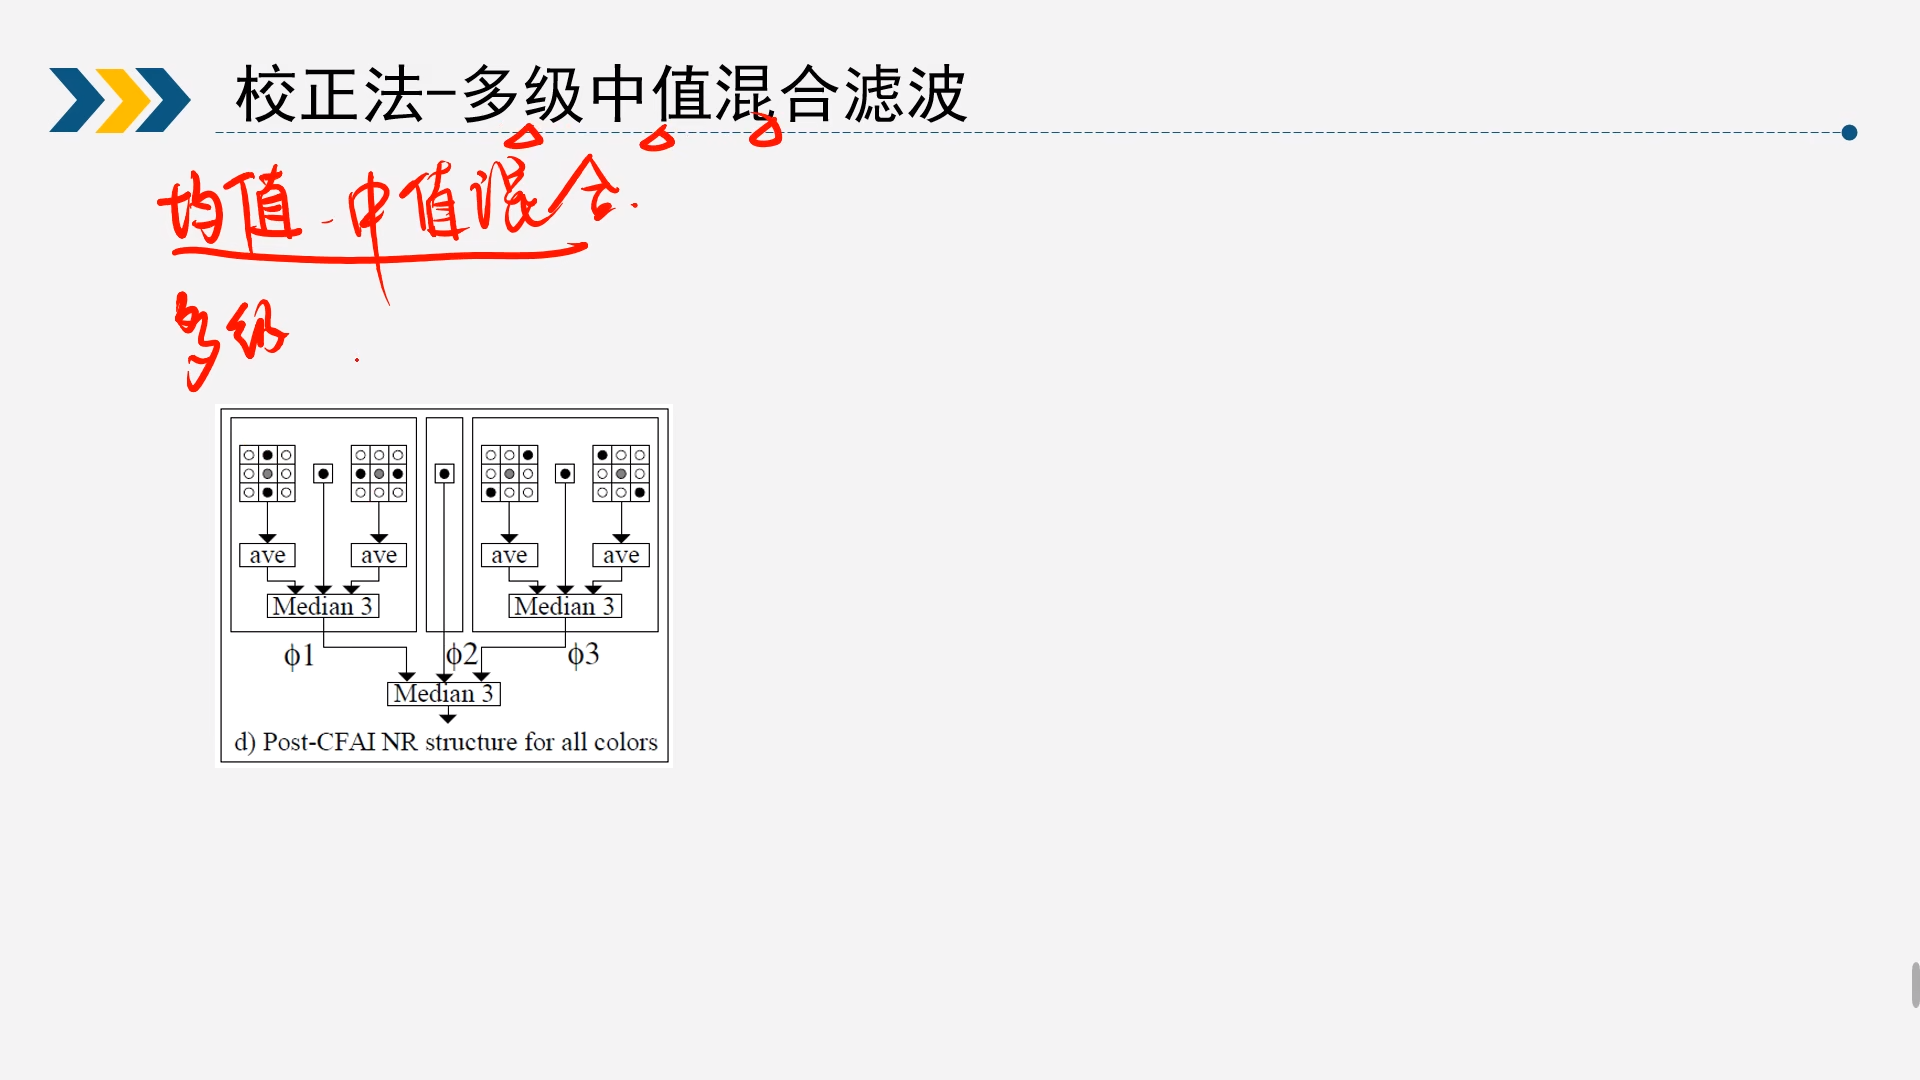 校正法-多级中值混合滤波
均值-中值混合.
多级
ave ave ave ave
Median 3 Median 3
ϕ1 ϕ2 ϕ3
Median 3
d) Post-CFAI NR structure for all colors